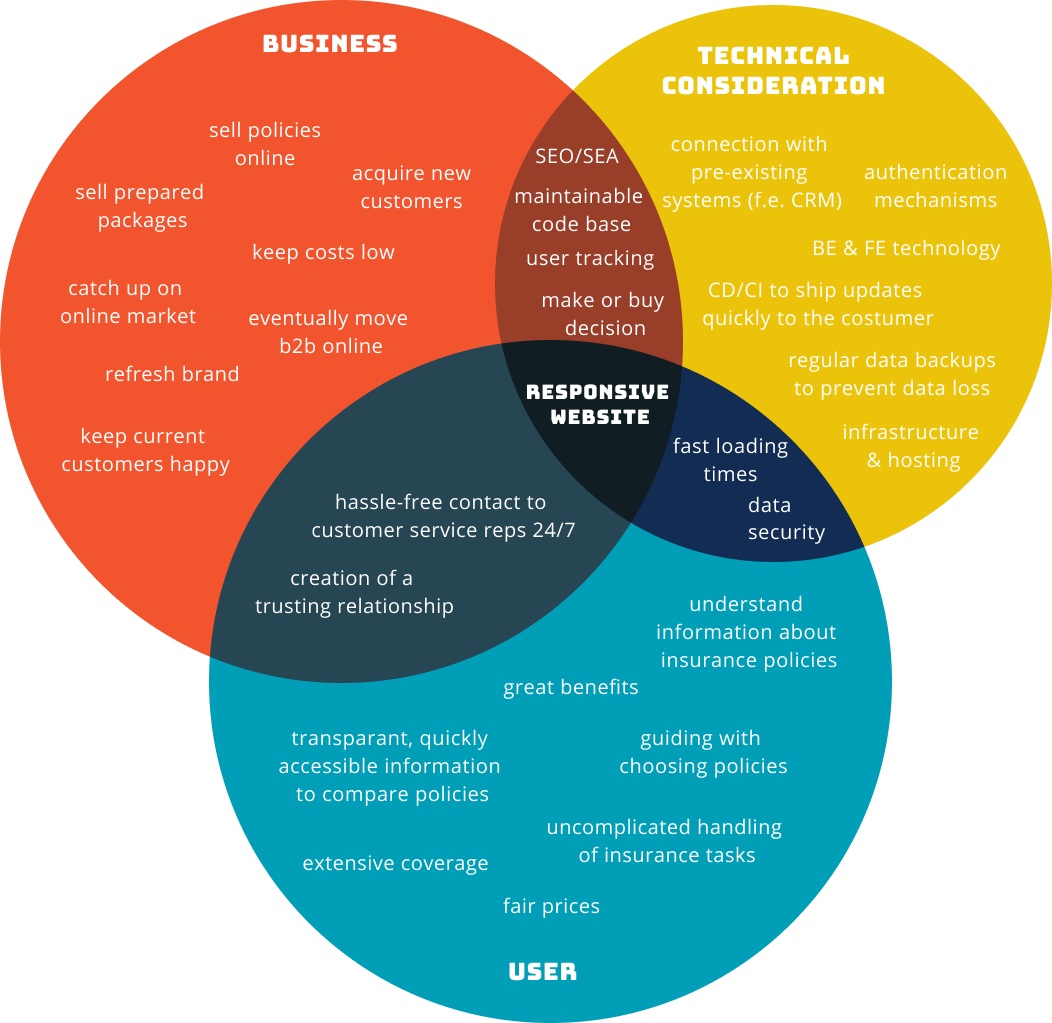 BUSINESS
sell policies
online
acquire new
customers
sell prepared
packages
keep costs low
catch up on
online market
eventually move
b2b online
refresh brand
keep current
customers happy
SEO/SEA
maintainable
code base
user tracking
make or buy
decision
TECHNICAL
CONSIDERATION
connection with
pre-existing
systems (f.e. CRM)
authentication
mechanisms
BE & FE technology
CD/CI to ship updates
quickly to the costumer
regular data backups
to prevent data loss
infrastructure
& hosting
RESPONSIVE
WEBSITE
fast loading
times
data
security
hassle-free contact to
customer service reps 24/7
creation of a
trusting relationship
understand
information about
insurance policies
great benefits
transparant, quickly
accessible information
to compare policies
guiding with
choosing policies
uncomplicated handling
of insurance tasks
extensive coverage
fair prices
USER